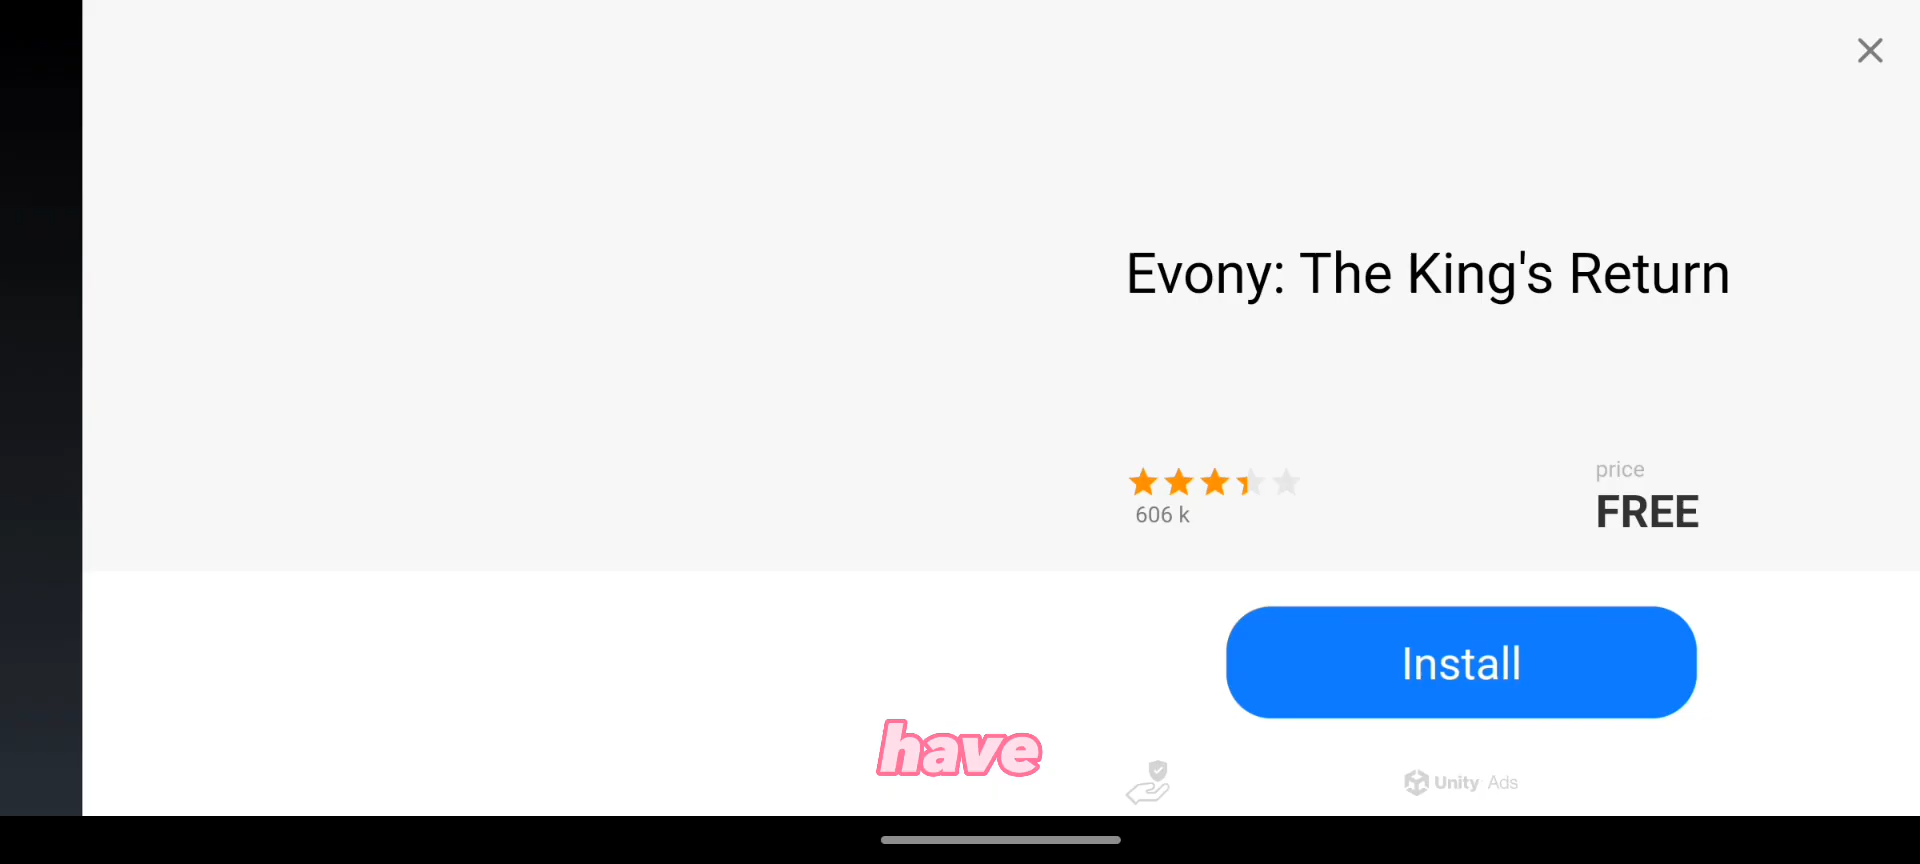 Evony: The King's Return
606 k
price
FREE
Install
have
Unity Ads